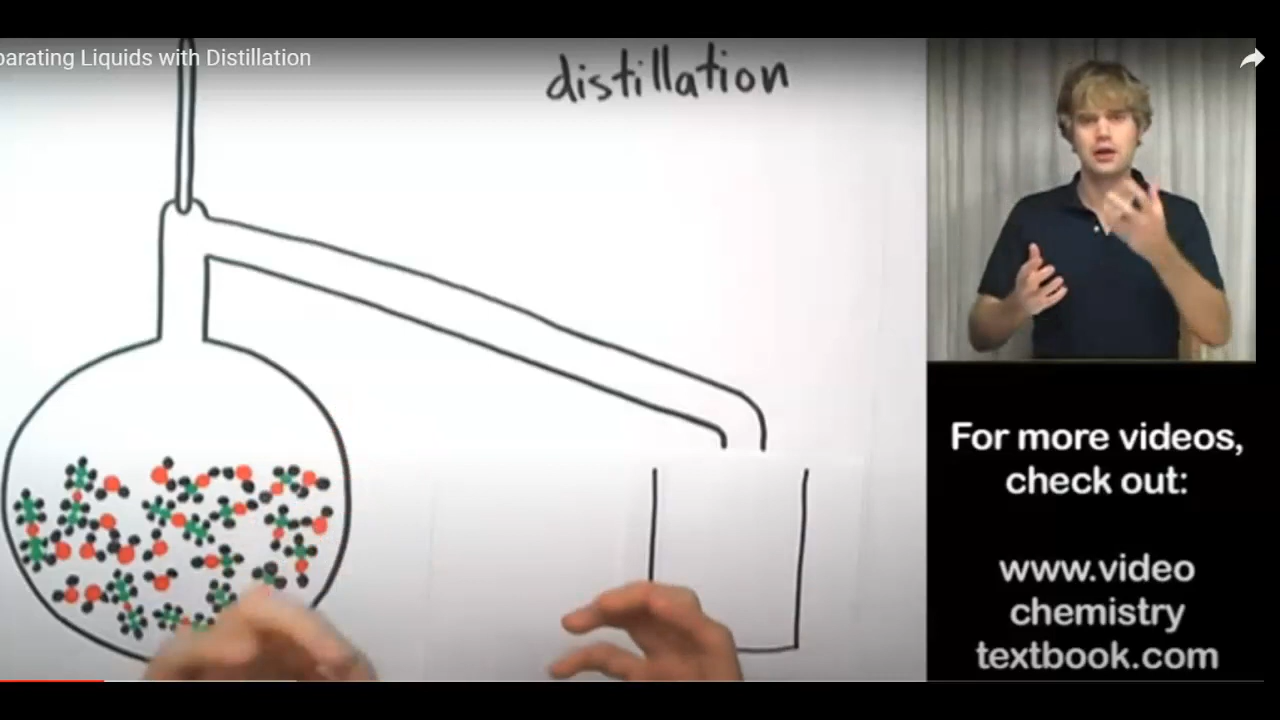 parating Liquids with Distillation
distillation
For more videos,
check out:
www.video
chemistry
textbook.com